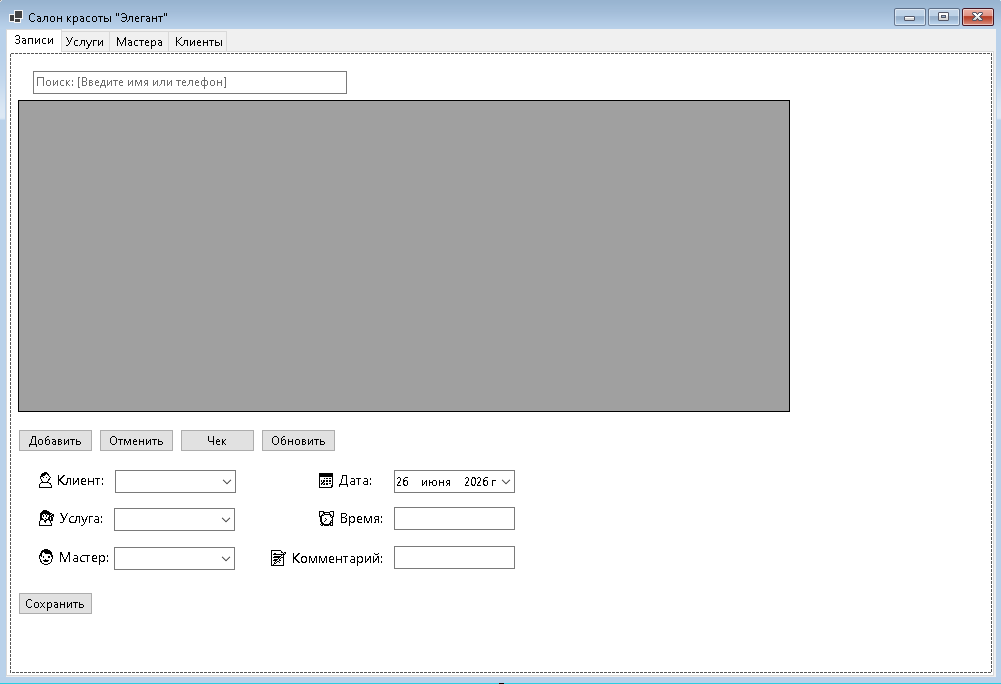 Салон красоты "Элегант"
Записи Услуги Мастера Клиенты
Поиск: [Введите имя или телефон]
Добавить Отменить Чек Обновить
Клиент: Дата: 26 июня 2026 г
Услуга: Время:
Мастер: Комментарий:
Сохранить